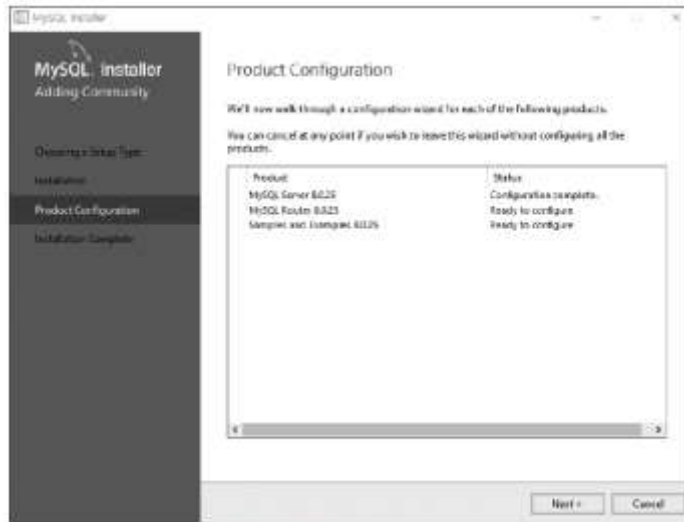 MySQL Installer
MySQL. Installer
Adding Community
Choosing a Setup Type
Installation
Product Configuration
Installation Complete
Product Configuration
We'll now walk through a configuration wizard for each of the following products.
You can cancel at any point if you wish to leave this wizard without configuring all the
products.
Product Status
MySQL Server 8.0.25 Configuration complete.
MySQL Router 8.0.25 Ready to configure
Samples and Examples 8.0.25 Ready to configure
Next > Cancel